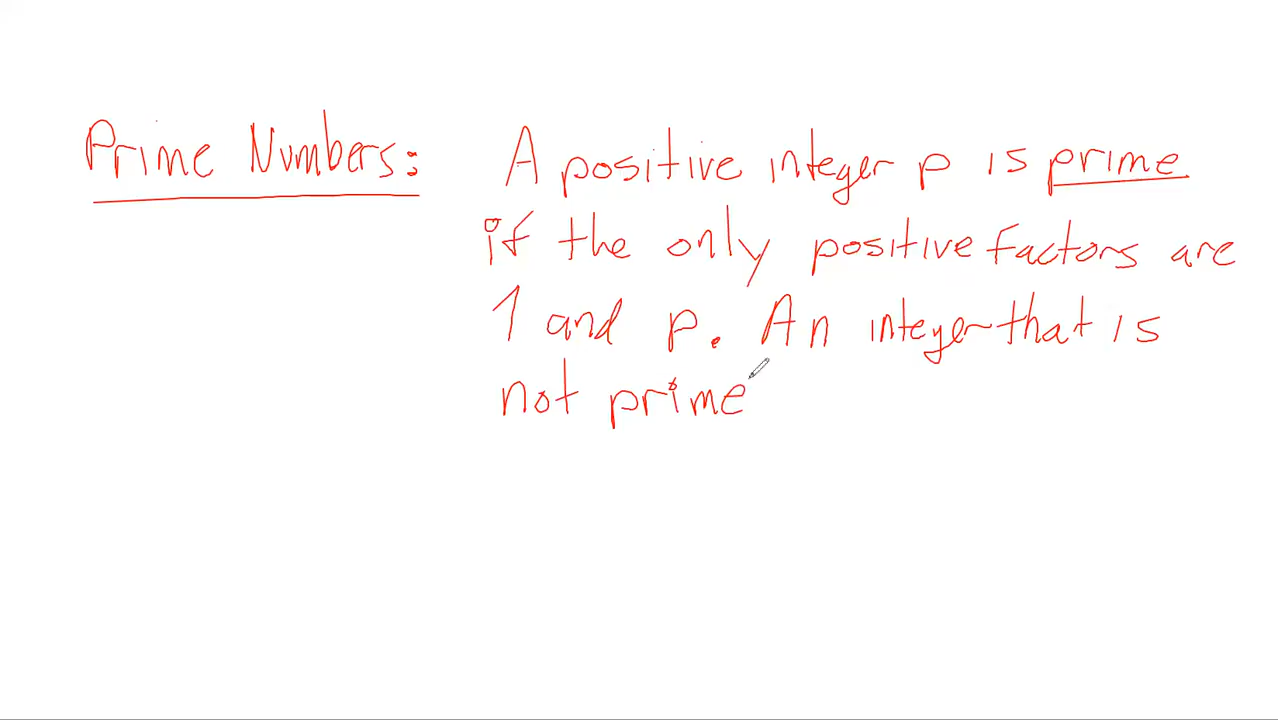 Prime Numbers: A positive integer p is prime
if the only positive factors are
1 and p. An integer that is
not prime